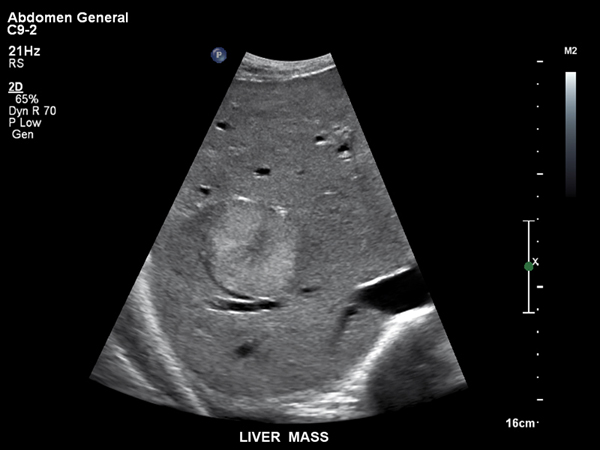 Abdomen General
C9-2
21Hz
RS
2D
65%
Dyn R 70
P Low
Gen
P
M2
X
16cm
LIVER MASS